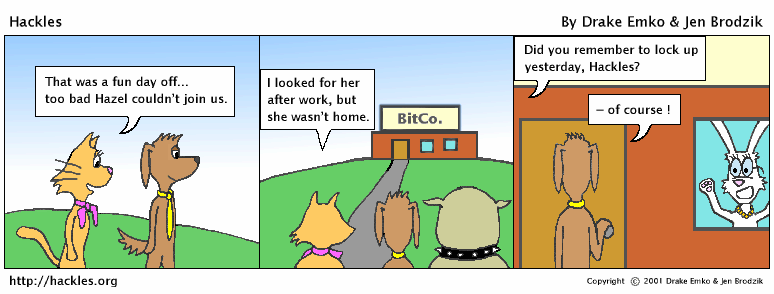 Hackles
By Drake Emko & Jen Brodzik
That was a fun day off...
too bad Hazel couldn't join us.
I looked for her
after work, but
she wasn't home.
BitCo.
Did you remember to lock up
yesterday, Hackles?
– of course !
http://hackles.org
Copyright © 2001 Drake Emko & Jen Brodzik